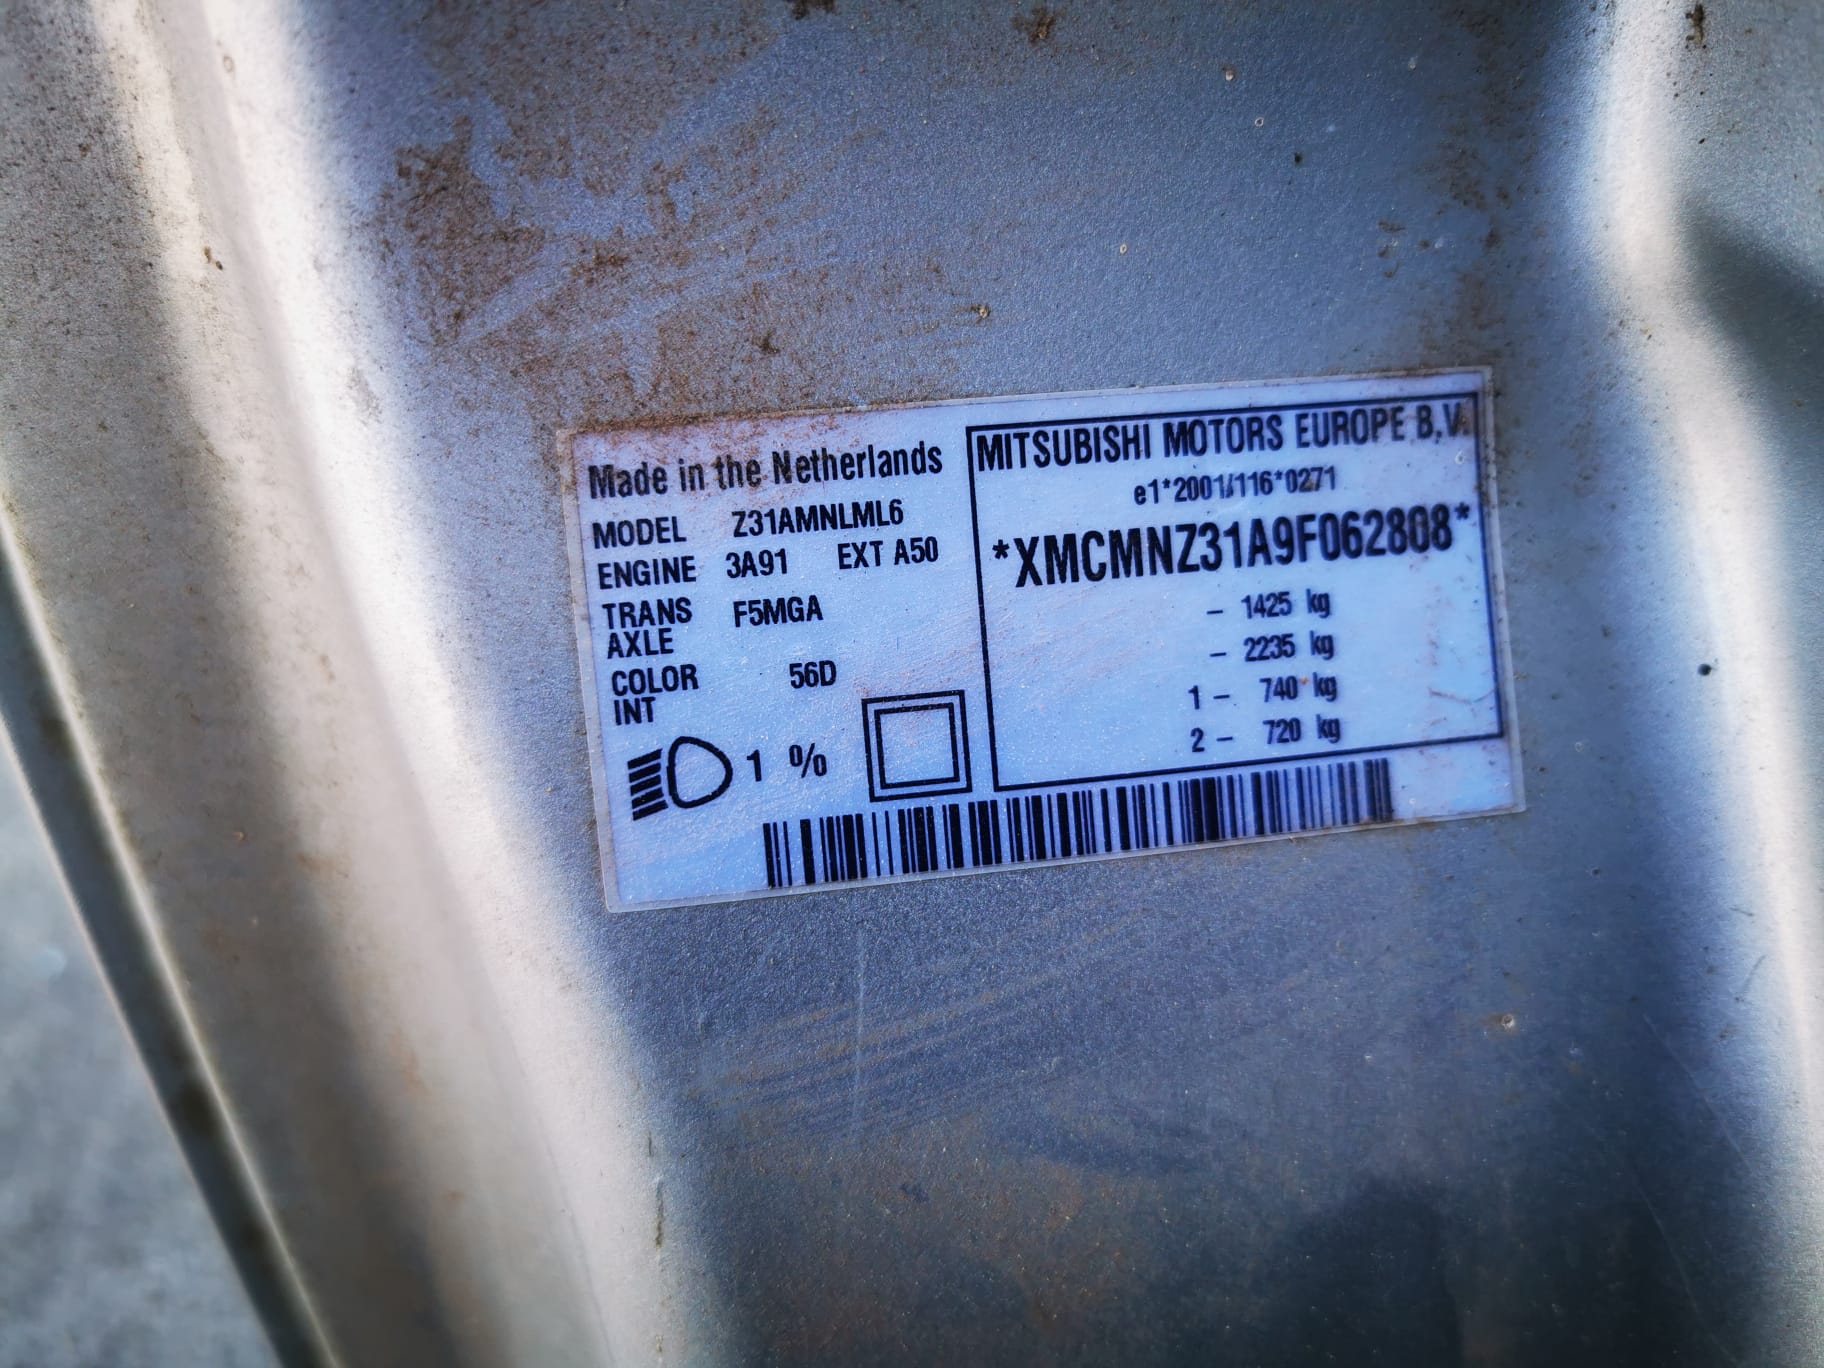 Made in the Netherlands
MODEL Z31AMNLML6
ENGINE 3A91 EXT A50
TRANS F5MGA
AXLE
COLOR 56D
INT
1 %
MITSUBISHI MOTORS EUROPE B.V.
e1*2001/116*0271
*XMCMNZ31A9F062808*
- 1425 kg
- 2235 kg
1 - 740 kg
2 - 720 kg